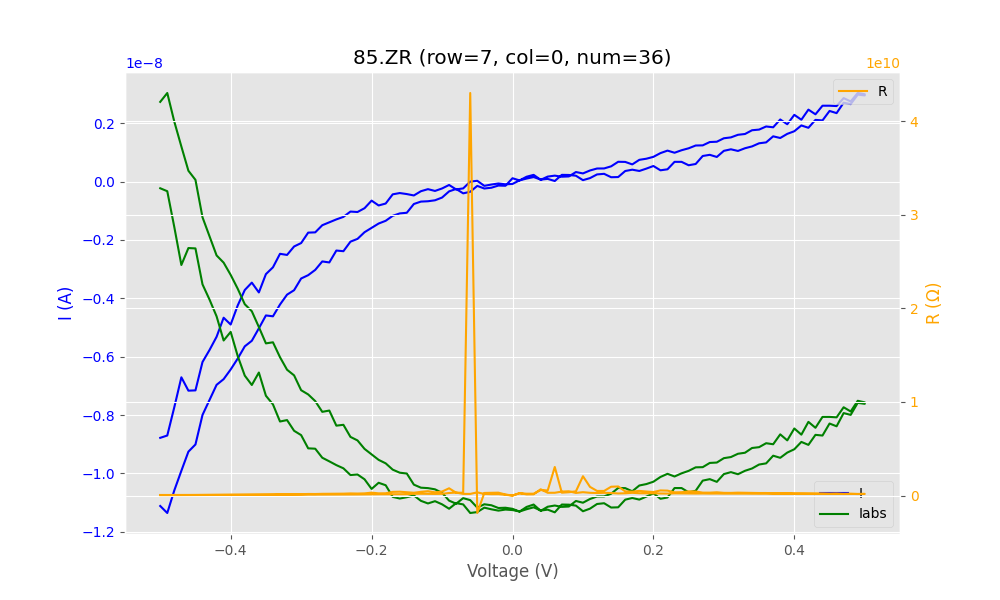 85.ZR (row=7, col=0, num=36)
1e−8
1e10
R
0.2
0.0
−0.2
−0.4
−0.6
−0.8
−1.0
−1.2
I (A)
4
3
2
1
0
R (Ω)
I
Iabs
−0.4
−0.2
0.0
0.2
0.4
Voltage (V)